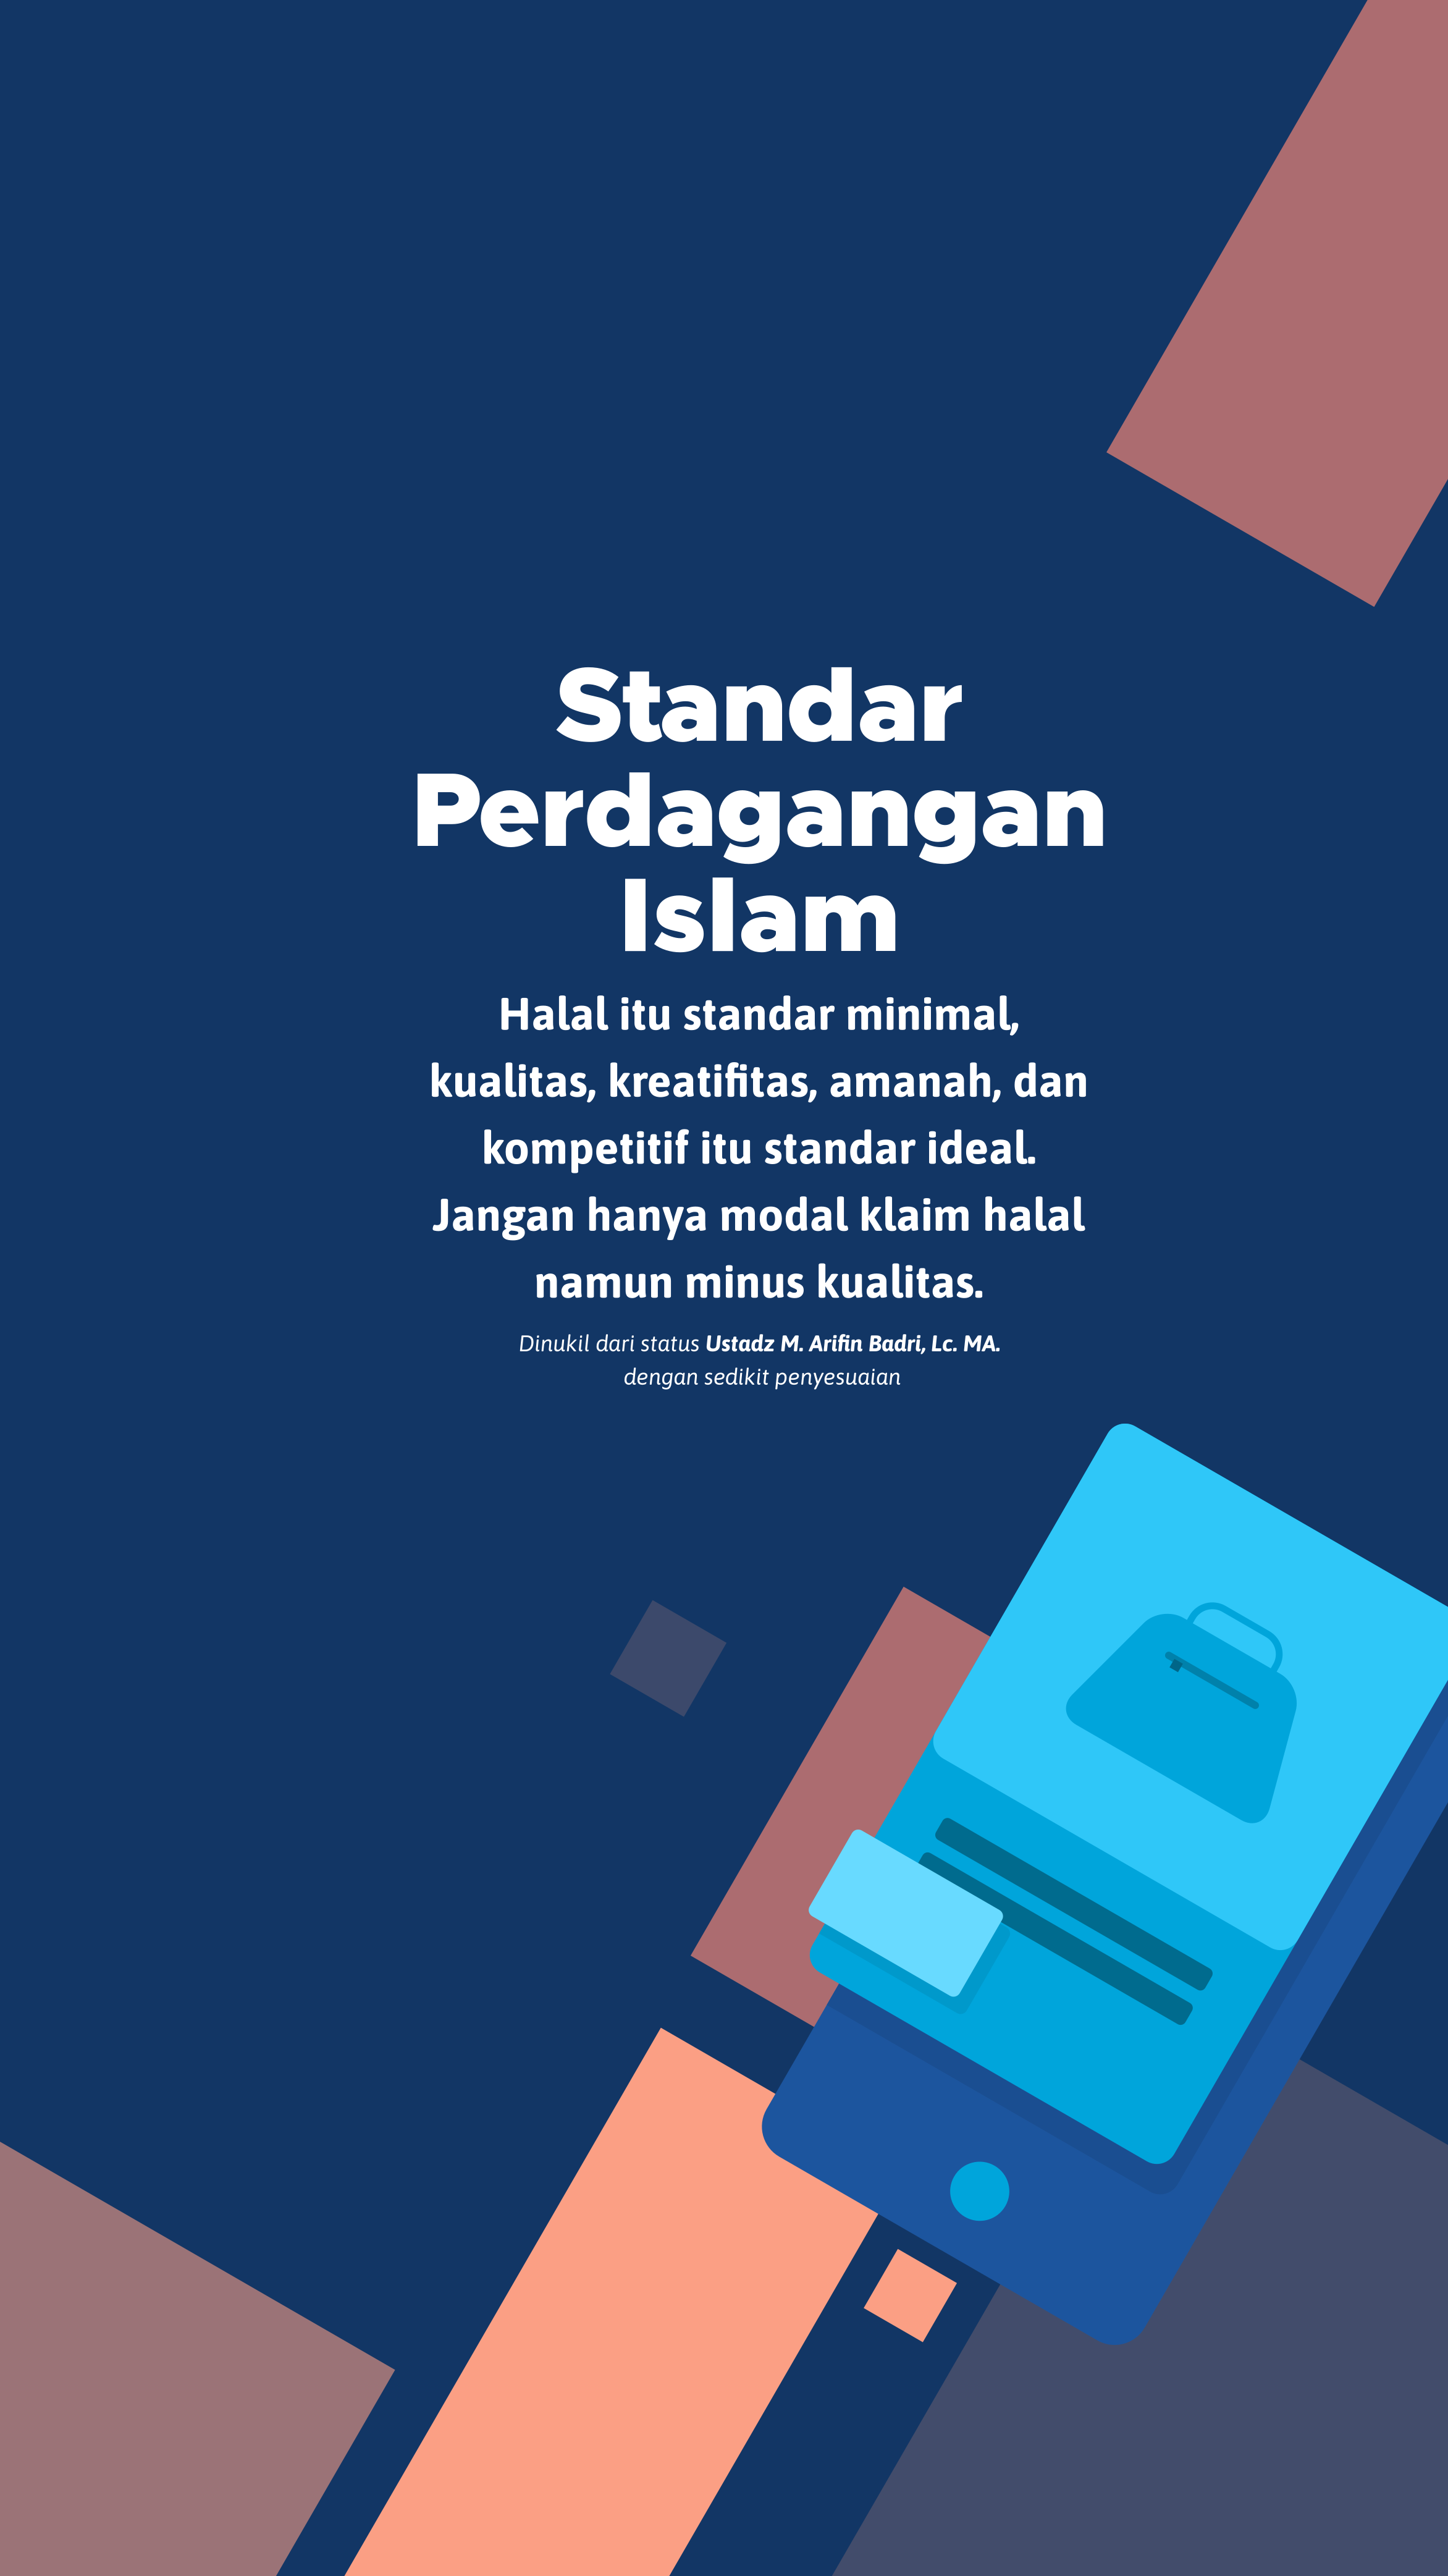 Standar
Perdagangan
Islam
Halal itu standar minimal,
kualitas, kreatifitas, amanah, dan
kompetitif itu standar ideal.
Jangan hanya modal klaim halal
namun minus kualitas.
Dinukil dari status Ustadz M. Arifin Badri, Lc. MA.
dengan sedikit penyesuaian